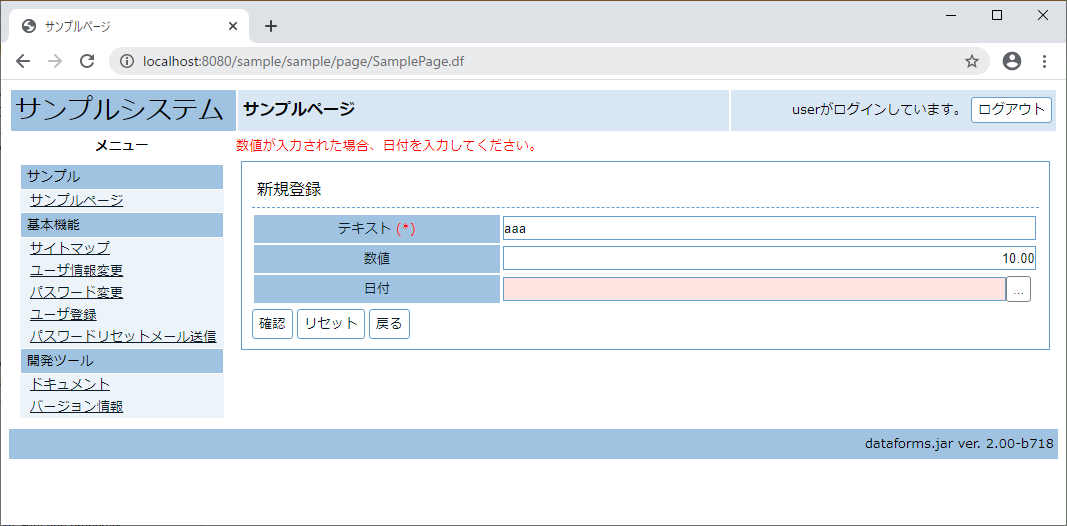 サンプルページ
localhost:8080/sample/sample/page/SamplePage.df
サンプルシステム
サンプルページ
userがログインしています。 ログアウト
メニュー
数値が入力された場合、日付を入力してください。
サンプル
サンプルページ
基本機能
サイトマップ
ユーザ情報変更
パスワード変更
ユーザ登録
パスワードリセットメール送信
開発ツール
ドキュメント
バージョン情報
新規登録
テキスト (*) aaa
数値 10.00
日付 ...
確認 リセット 戻る
dataforms.jar ver. 2.00-b718